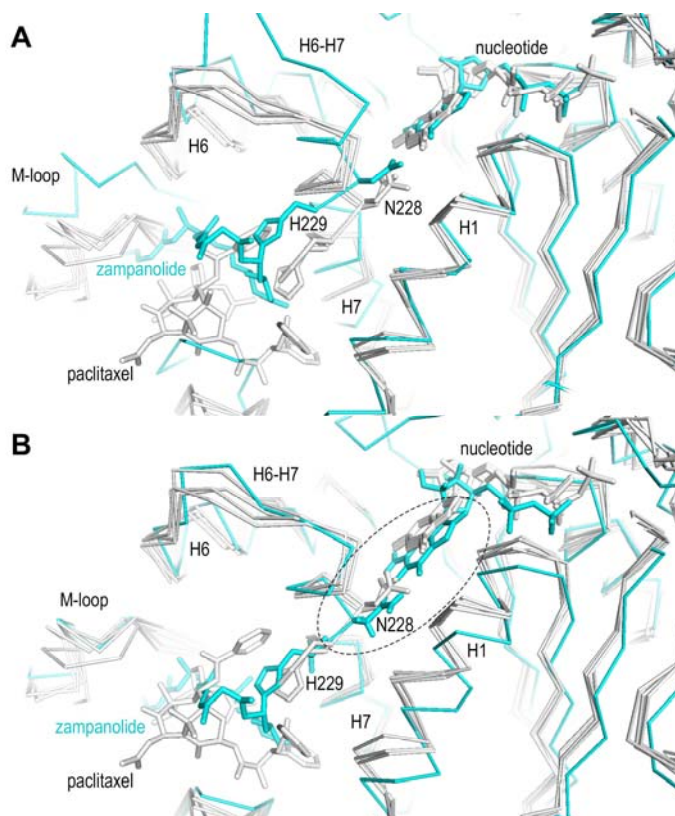 A
H6-H7
nucleotide
H6
M-loop
N228
H229
H1
zampanolide
H7
paclitaxel
B
nucleotide
H6-H7
H6
M-loop
N228
H1
H229
zampanolide
H7
paclitaxel